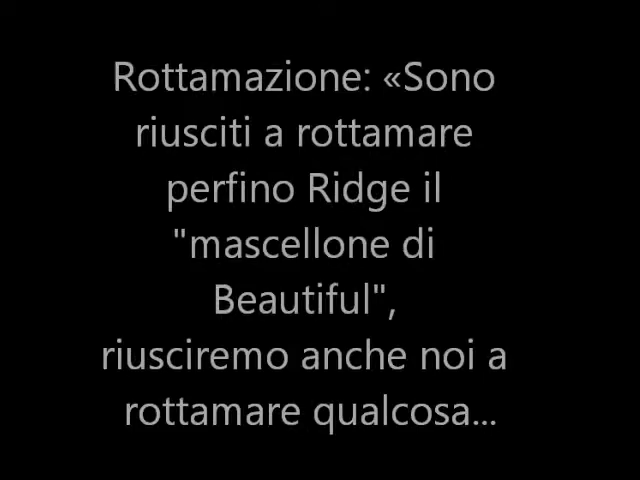 Rottamazione: «Sono
riusciti a rottamare
perfino Ridge il
"mascellone di
Beautiful",
riusciremo anche noi a
rottamare qualcosa...